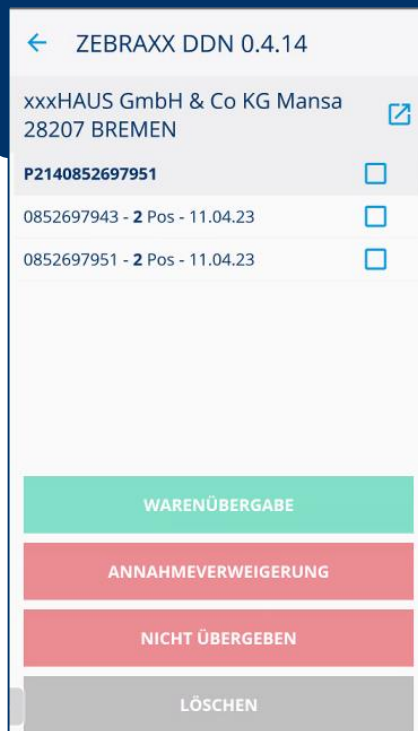 ZEBRAXX DDN 0.4.14
xxxHAUS GmbH & Co KG Mansa
28207 BREMEN
P2140852697951
0852697943 - 2 Pos - 11.04.23
0852697951 - 2 Pos - 11.04.23
WARENÜBERGABE
ANNAHMEVERWEIGERUNG
NICHT ÜBERGEBEN
LÖSCHEN